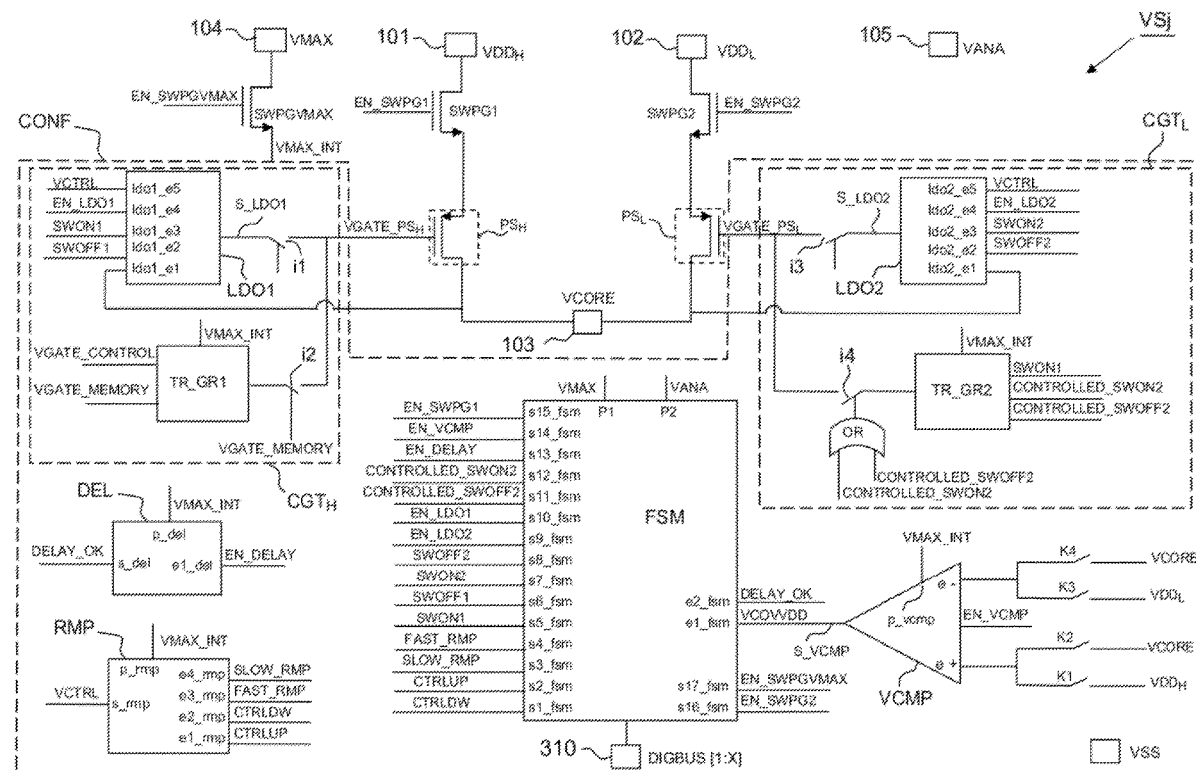 104
VMAX
101
VDDH
102
VDDL
105
VANA
VSj
EN_SWPGVMAX
SWPGVMAX
EN_SWPG1
SWPG1
SWPG2
EN_SWPG2
CONF
VMAX_INT
CGTL
VCTRL
EN_LDO1
SWON1
SWOFF1
ldo1_e5
ldo1_e4
ldo1_e3
ldo1_e2
ldo1_e1
S_LDO1
i1
LDO1
VGATE_PSH
PSH
PSL
VGATE_PSL
i3
S_LDO2
LDO2
ldo2_e5
ldo2_e4
ldo2_e3
ldo2_e2
ldo2_e1
VCTRL
EN_LDO2
SWON2
SWOFF2
VCORE
103
VMAX_INT
VGATE_CONTROL
VGATE_MEMORY
TR_GR1
i2
VGATE_MEMORY
CGTH
VMAX_INT
i4
TR_GR2
SWON1
CONTROLLED_SWON2
CONTROLLED_SWOFF2
OR
CONTROLLED_SWOFF2
CONTROLLED_SWON2
VMAX
VANA
P1
P2
FSM
EN_SWPG1
EN_VCMP
EN_DELAY
CONTROLLED_SWON2
CONTROLLED_SWOFF2
EN_LDO1
EN_LDO2
SWOFF2
SWON2
SWOFF1
SWON1
FAST_RMP
SLOW_RMP
CTRLUP
CTRLDW
s15_fsm
s14_fsm
s13_fsm
s12_fsm
s11_fsm
s10_fsm
s9_fsm
s8_fsm
s7_fsm
s6_fsm
s5_fsm
s4_fsm
s3_fsm
s2_fsm
s1_fsm
e2_fsm
e1_fsm
s17_fsm
s16_fsm
DELAY_OK
VCOVVDD
EN_SWPGVMAX
EN_SWPG2
DEL
VMAX_INT
p_del
DELAY_OK
s_del
e1_del
EN_DELAY
RMP
VMAX_INT
p_rmp
VCTRL
s_rmp
e4_rmp
e3_rmp
e2_rmp
e1_rmp
SLOW_RMP
FAST_RMP
CTRLDW
CTRLUP
VMAX_INT
p_vcmp
e -
e +
S_VCMP
VCMP
EN_VCMP
K4
VCORE
K3
VDDL
K2
VCORE
K1
VDDH
310
DIGBUS [1:X]
VSS